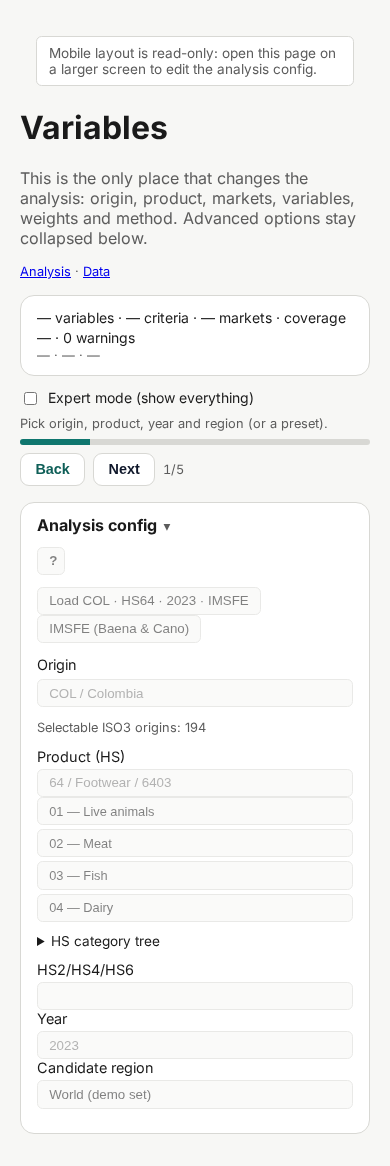 Mobile layout is read-only: open this page on
a larger screen to edit the analysis config.
Variables
This is the only place that changes the
analysis: origin, product, markets, variables,
weights and method. Advanced options stay
collapsed below.
Analysis · Data
— variables · — criteria · — markets · coverage
— · 0 warnings
— · — · —
Expert mode (show everything)
Pick origin, product, year and region (or a preset).
Back Next 1/5
Analysis config ▼
?
Load COL · HS64 · 2023 · IMSFE
IMSFE (Baena & Cano)
Origin
COL / Colombia
Selectable ISO3 origins: 194
Product (HS)
64 / Footwear / 6403
01 — Live animals
02 — Meat
03 — Fish
04 — Dairy
▶ HS category tree
HS2/HS4/HS6
Year
2023
Candidate region
World (demo set)